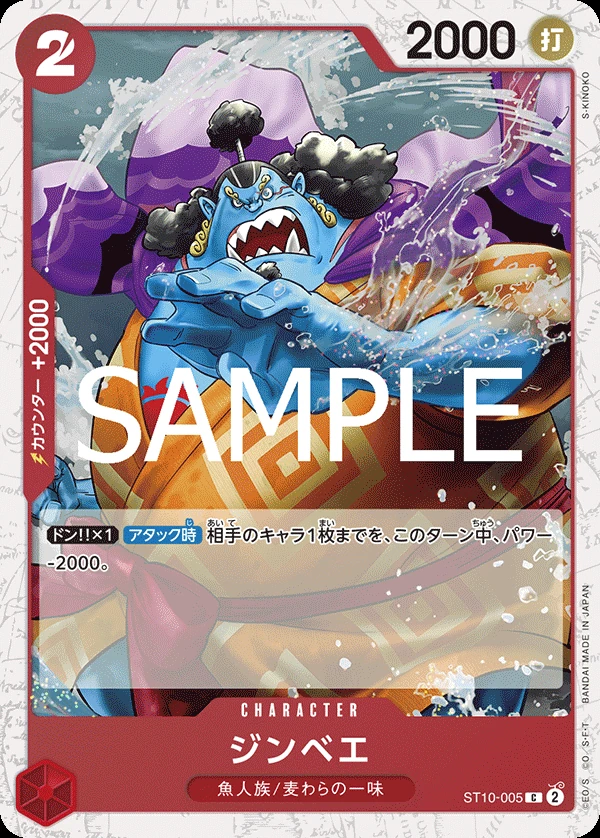 2
2000
打
S-KINOKO
カウンター +2000
SAMPLE
ドン!!×1 アタック時 相手のキャラ1枚までを、このターン中、パワー
-2000。
CHARACTER
ジンベエ
魚人族/麦わらの一味
ST10-005 C 2
©E.O/S. ©O./S.・F・T BANDAI MADE IN JAPAN